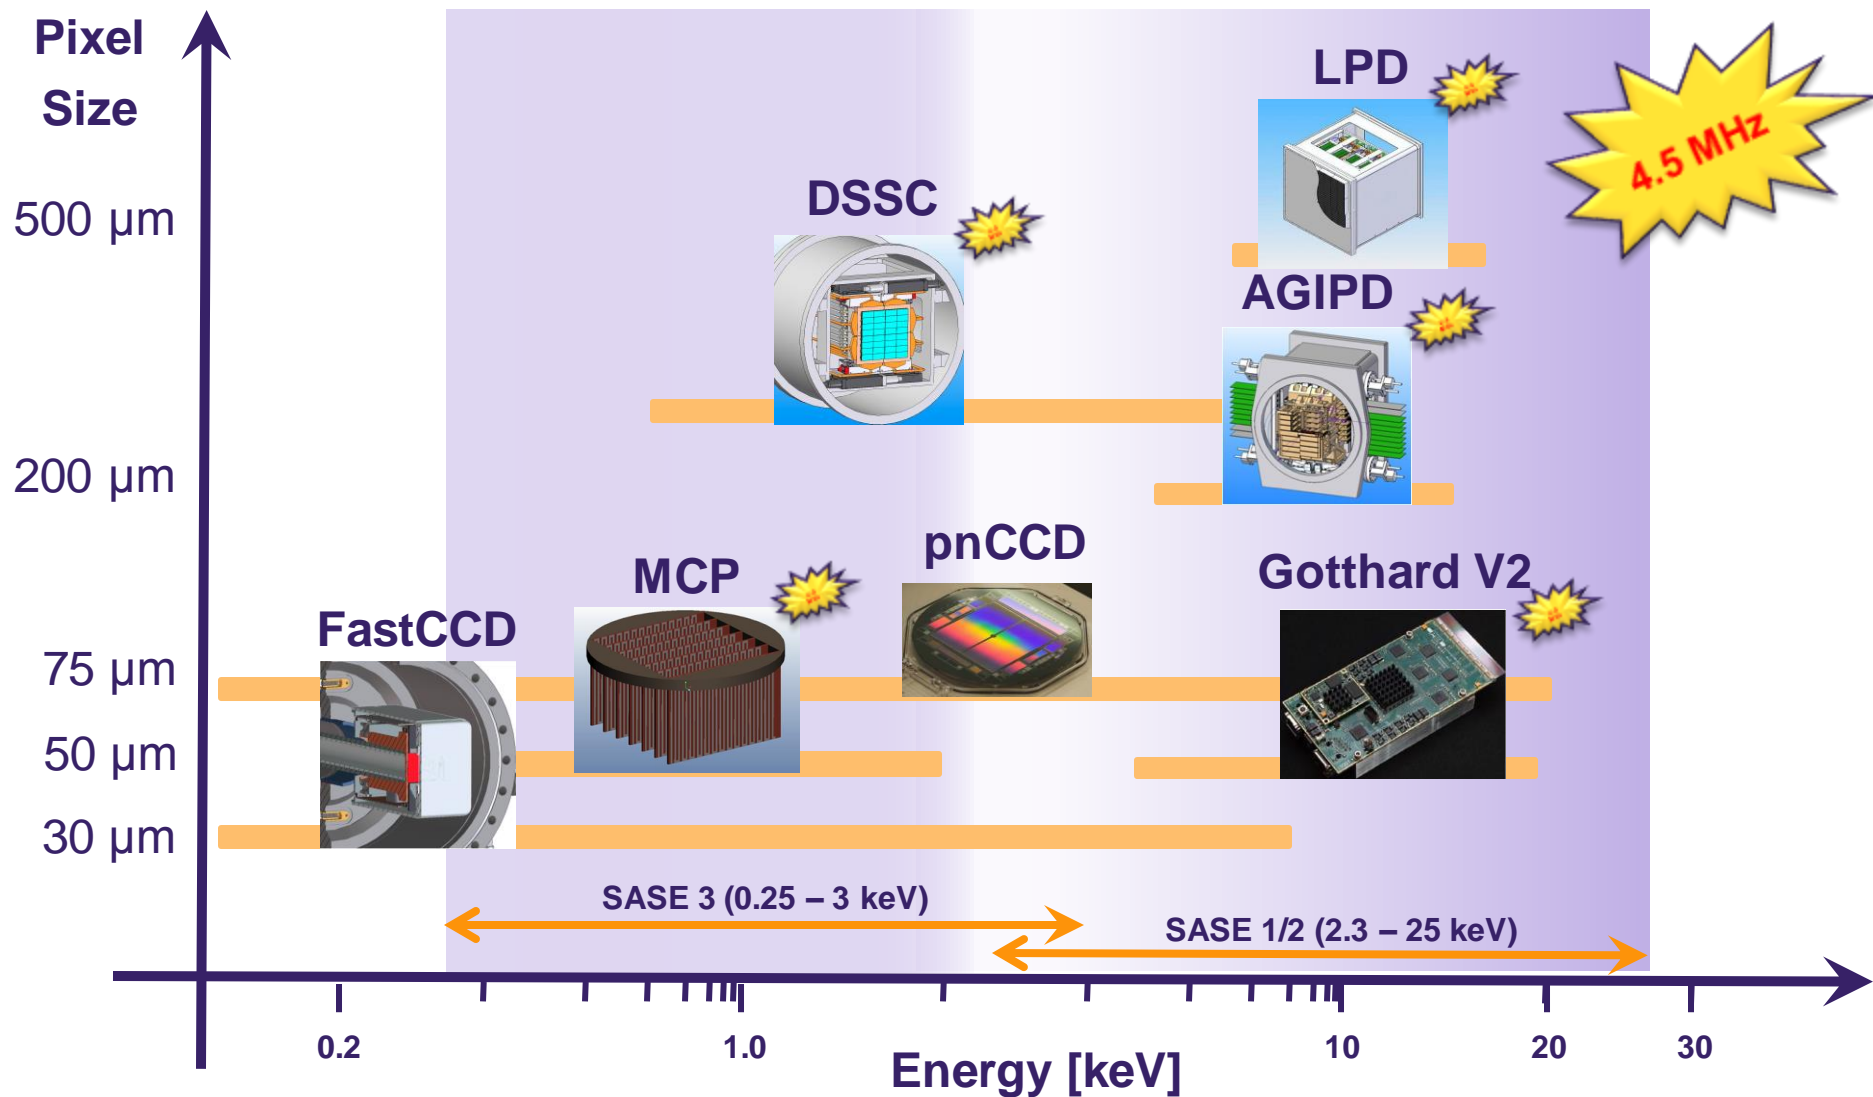 Pixel
Size
LPD
4.5 MHz
DSSC
500 µm
AGIPD
200 µm
pnCCD
MCP
Gotthard V2
FastCCD
75 µm
50 µm
30 µm
SASE 3 (0.25 – 3 keV)
SASE 1/2 (2.3 – 25 keV)
0.2
1.0
10
20
30
Energy [keV]